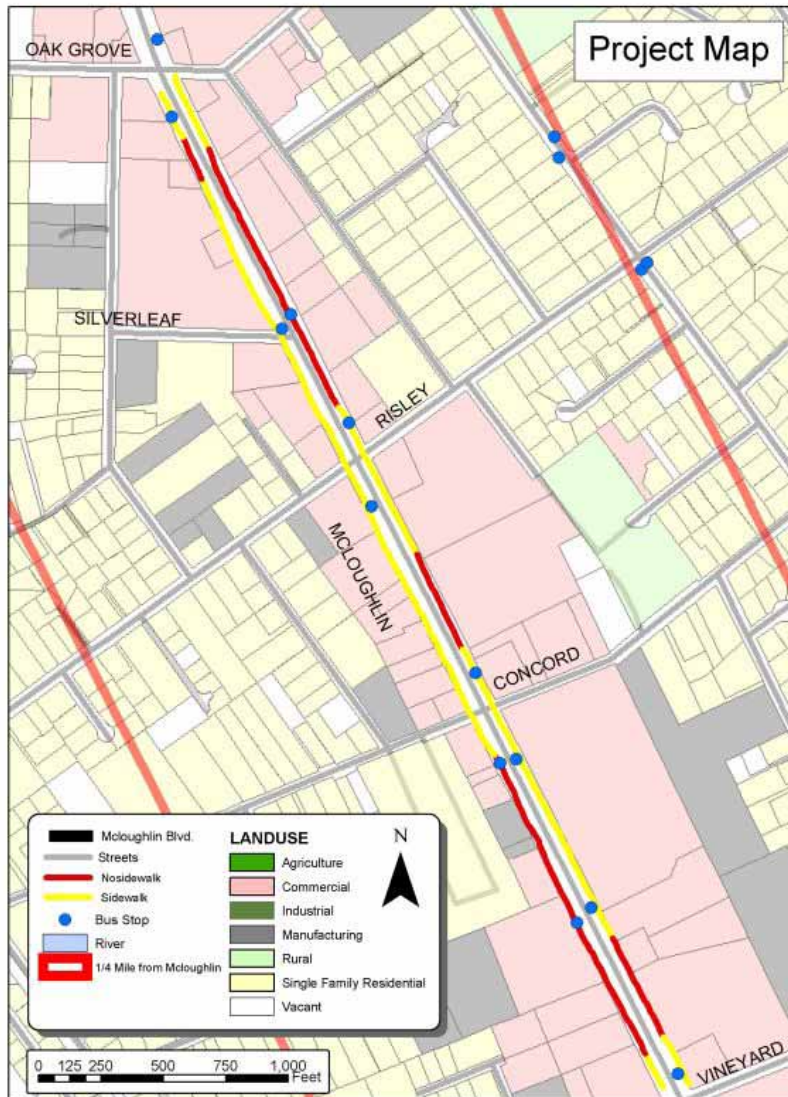 Project Map
OAK GROVE
SILVERLEAF
RISLEY
MCLOUGHLIN
CONCORD
VINEYARD
Mcloughlin Blvd.
Streets
Nosidewalk
Sidewalk
Bus Stop
River
1/4 Mile from Mcloughlin
LANDUSE
Agriculture
Commercial
Industrial
Manufacturing
Rural
Single Family Residential
Vacant
N
0 125 250 500 750 1,000
Feet